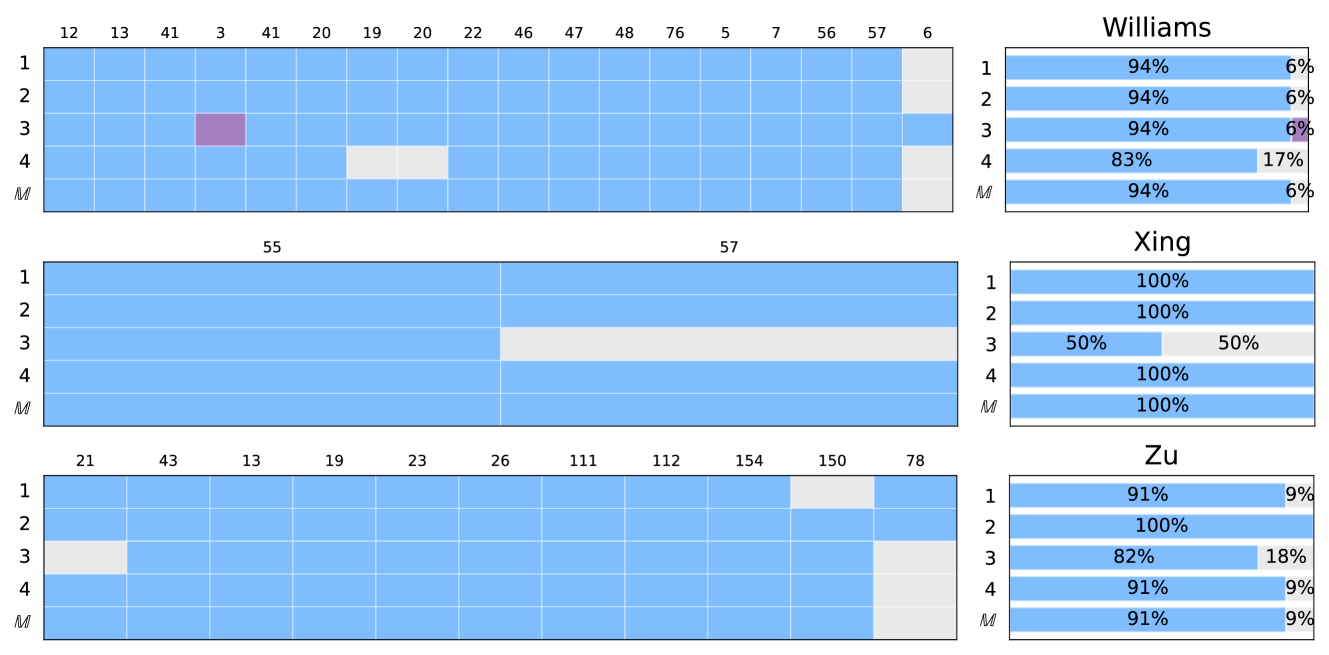 12 13 41 3 41 20 19 20 22 46 47 48 76 5 7 56 57 6
1
2
3
4
𝕄
Williams
1 94% 6%
2 94% 6%
3 94% 6%
4 83% 17%
𝕄 94% 6%
55 57
1
2
3
4
𝕄
Xing
1 100%
2 100%
3 50% 50%
4 100%
𝕄 100%
21 43 13 19 23 26 111 112 154 150 78
1
2
3
4
𝕄
Zu
1 91% 9%
2 100%
3 82% 18%
4 91% 9%
𝕄 91% 9%